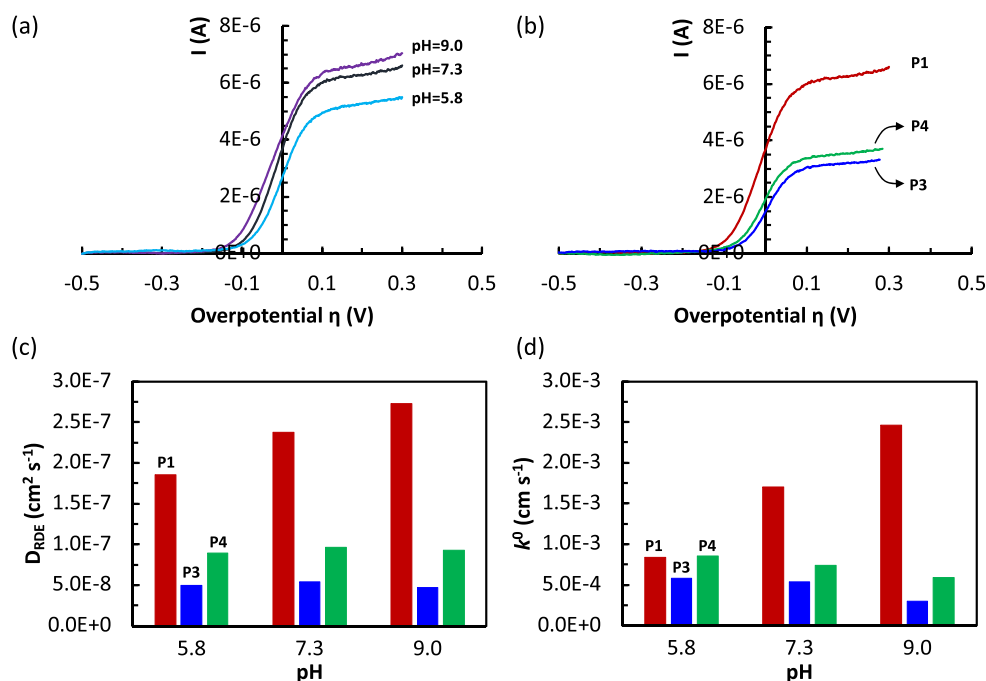 (a)
I (A)
8E-6
6E-6
4E-6
2E-6
0E+0
pH=9.0
pH=7.3
pH=5.8
-0.5
-0.3
-0.1
0.1
0.3
0.5
Overpotential η (V)
(b)
I (A)
8E-6
6E-6
4E-6
2E-6
0E+0
P1
P4
P3
-0.5
-0.3
-0.1
0.1
0.3
0.5
Overpotential η (V)
(c)
D_RDE (cm² s⁻¹)
3.0E-7
2.5E-7
2.0E-7
1.5E-7
1.0E-7
5.0E-8
0.0E+0
P1
P3
P4
5.8
7.3
9.0
pH
(d)
k⁰ (cm s⁻¹)
3.0E-3
2.5E-3
2.0E-3
1.5E-3
1.0E-3
5.0E-4
0.0E+0
P1
P3
P4
5.8
7.3
9.0
pH